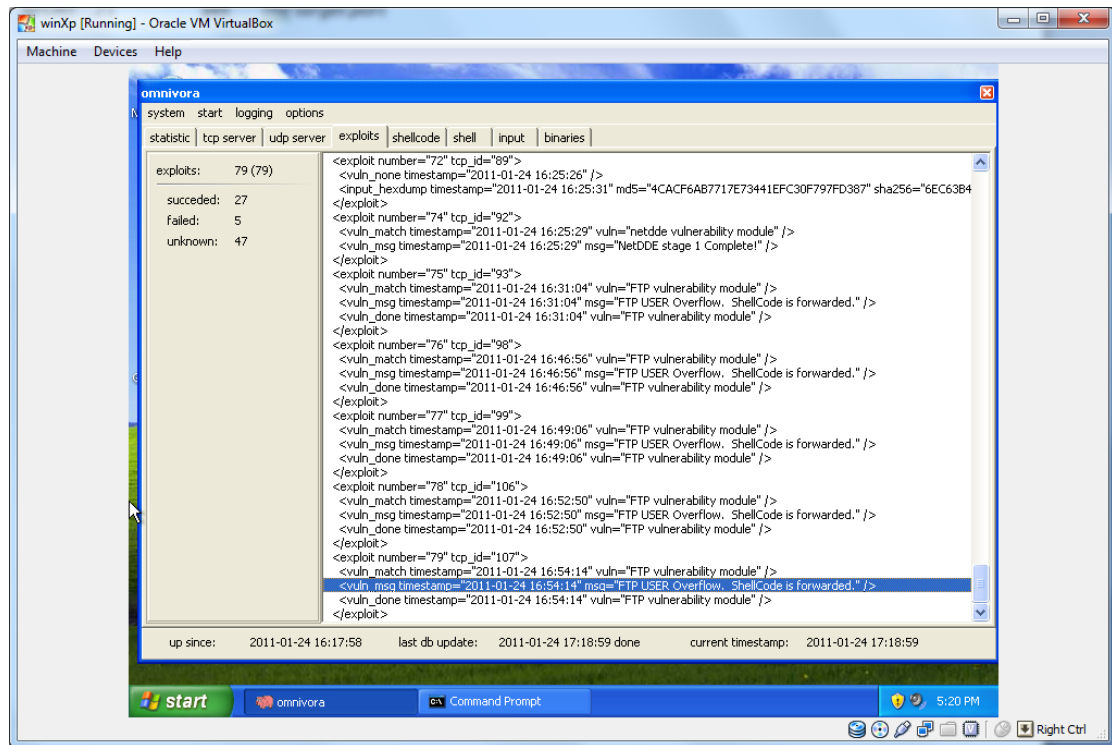 winXp [Running] - Oracle VM VirtualBox
Machine Devices Help
omnivora
system start logging options
statistic tcp server udp server exploits shellcode shell input binaries
exploits: 79 (79)
succeded: 27
failed: 5
unknown: 47
<exploit number="72" tcp_id="89">
<vuln_none timestamp="2011-01-24 16:25:26" />
<input_hexdump timestamp="2011-01-24 16:25:31" md5="4CACF6AB7717E73441EFC30F797FD387" sha256="6EC63B4
</exploit>
<exploit number="74" tcp_id="92">
<vuln_match timestamp="2011-01-24 16:25:29" vuln="netdde vulnerability module" />
<vuln_msg timestamp="2011-01-24 16:25:29" msg="NetDDE stage 1 Complete!" />
</exploit>
<exploit number="75" tcp_id="93">
<vuln_match timestamp="2011-01-24 16:31:04" vuln="FTP vulnerability module" />
<vuln_msg timestamp="2011-01-24 16:31:04" msg="FTP USER Overflow. ShellCode is forwarded." />
<vuln_done timestamp="2011-01-24 16:31:04" vuln="FTP vulnerability module" />
</exploit>
<exploit number="76" tcp_id="98">
<vuln_match timestamp="2011-01-24 16:46:56" vuln="FTP vulnerability module" />
<vuln_msg timestamp="2011-01-24 16:46:56" msg="FTP USER Overflow. ShellCode is forwarded." />
<vuln_done timestamp="2011-01-24 16:46:56" vuln="FTP vulnerability module" />
</exploit>
<exploit number="77" tcp_id="99">
<vuln_match timestamp="2011-01-24 16:49:06" vuln="FTP vulnerability module" />
<vuln_msg timestamp="2011-01-24 16:49:06" msg="FTP USER Overflow. ShellCode is forwarded." />
<vuln_done timestamp="2011-01-24 16:49:06" vuln="FTP vulnerability module" />
</exploit>
<exploit number="78" tcp_id="106">
<vuln_match timestamp="2011-01-24 16:52:50" vuln="FTP vulnerability module" />
<vuln_msg timestamp="2011-01-24 16:52:50" msg="FTP USER Overflow. ShellCode is forwarded." />
<vuln_done timestamp="2011-01-24 16:52:50" vuln="FTP vulnerability module" />
</exploit>
<exploit number="79" tcp_id="107">
<vuln_match timestamp="2011-01-24 16:54:14" vuln="FTP vulnerability module" />
<vuln_msg timestamp="2011-01-24 16:54:14" msg="FTP USER Overflow. ShellCode is forwarded." />
<vuln_done timestamp="2011-01-24 16:54:14" vuln="FTP vulnerability module" />
</exploit>
up since: 2011-01-24 16:17:58 last db update: 2011-01-24 17:18:59 done current timestamp: 2011-01-24 17:18:59
start omnivora Command Prompt 5:20 PM
Right Ctrl